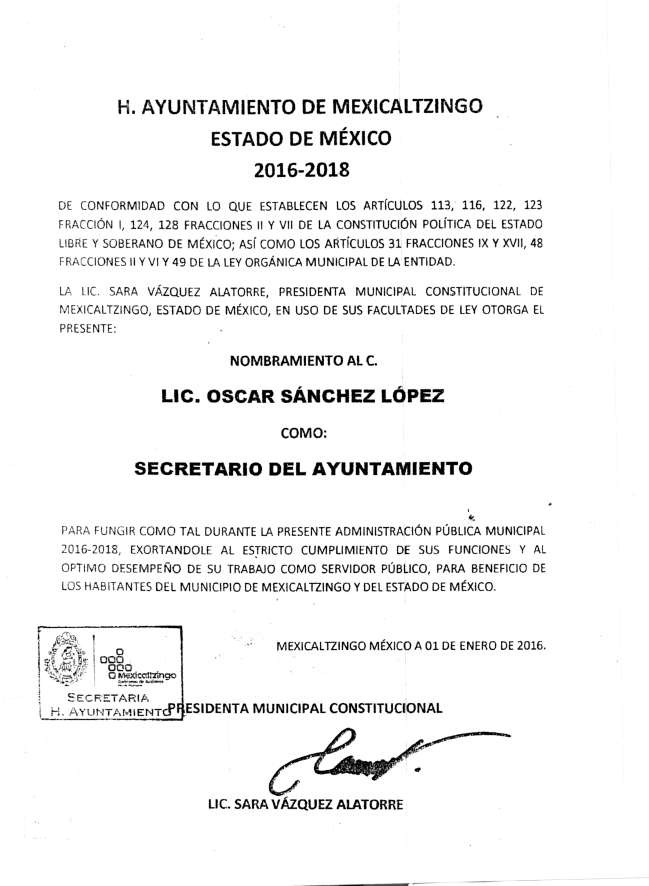 H. AYUNTAMIENTO DE MEXICALTZINGO
ESTADO DE MÉXICO
2016-2018
DE CONFORMIDAD CON LO QUE ESTABLECEN LOS ARTÍCULOS 113, 116, 122, 123
FRACCIÓN I, 124, 128 FRACCIONES II Y VII DE LA CONSTITUCIÓN POLÍTICA DEL ESTADO
LIBRE Y SOBERANO DE MÉXICO; ASÍ COMO LOS ARTÍCULOS 31 FRACCIONES IX Y XVII, 48
FRACCIONES II Y VI Y 49 DE LA LEY ORGÁNICA MUNICIPAL DE LA ENTIDAD.
LA LIC. SARA VÁZQUEZ ALATORRE, PRESIDENTA MUNICIPAL CONSTITUCIONAL DE
MEXICALTZINGO, ESTADO DE MÉXICO, EN USO DE SUS FACULTADES DE LEY OTORGA EL
PRESENTE:
NOMBRAMIENTO AL C.
LIC. OSCAR SÁNCHEZ LÓPEZ
COMO:
SECRETARIO DEL AYUNTAMIENTO
PARA FUNGIR COMO TAL DURANTE LA PRESENTE ADMINISTRACIÓN PÚBLICA MUNICIPAL
2016-2018, EXORTANDOLE AL ESTRICTO CUMPLIMIENTO DE SUS FUNCIONES Y AL
OPTIMO DESEMPEÑO DE SU TRABAJO COMO SERVIDOR PÚBLICO, PARA BENEFICIO DE
LOS HABITANTES DEL MUNICIPIO DE MEXICALTZINGO Y DEL ESTADO DE MÉXICO.
MEXICALTZINGO MÉXICO A 01 DE ENERO DE 2016.
Mexicaltzingo
SECRETARIA
H. AYUNTAMIENTO
PRESIDENTA MUNICIPAL CONSTITUCIONAL
LIC. SARA VÁZQUEZ ALATORRE